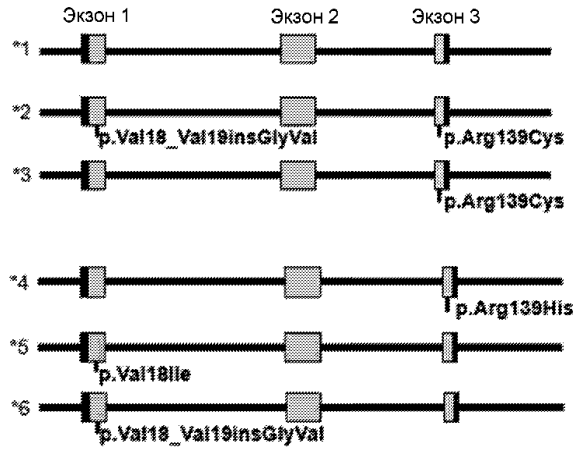 Экзон 1 Экзон 2 Экзон 3
*1
*2
p.Val18_Val19insGlyVal p.Arg139Cys
*3
p.Arg139Cys
*4
p.Arg139His
*5
p.Val18Ile
*6
p.Val18_Val19insGlyVal